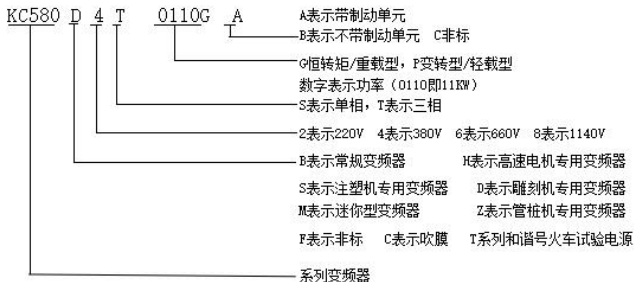 KC580 D 4 T 0110G A
A表示带制动单元
B表示不带制动单元 C非标
G恒转矩/重载型，P变转型/轻载型
数字表示功率（0110即11KW）
S表示单相，T表示三相
2表示220V 4表示380V 6表示660V 8表示1140V
B表示常规变频器 H表示高速电机专用变频器
S表示注塑机专用变频器 D表示雕刻机专用变频器
M表示迷你型变频器 Z表示管桩机专用变频器
F表示非标 C表示吹膜 T系列和谐号火车试验电源
系列变频器